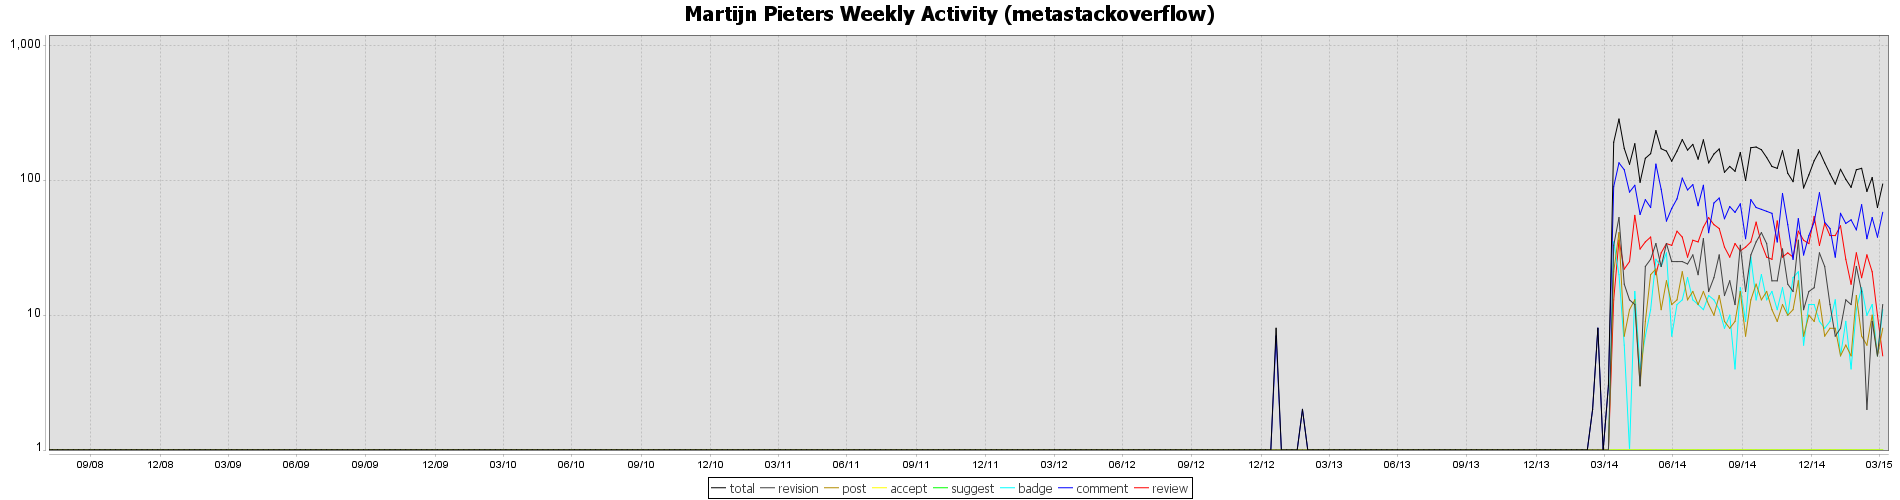 Martijn Pieters Weekly Activity (metastackoverflow)
1,000
100
10
1
09/08 12/08 03/09 06/09 09/09 12/09 03/10 06/10 09/10 12/10 03/11 06/11 09/11 12/11 03/12 06/12 09/12 12/12 03/13 06/13 09/13 12/13 03/14 06/14 09/14 12/14 03/15
total revision post accept suggest badge comment review